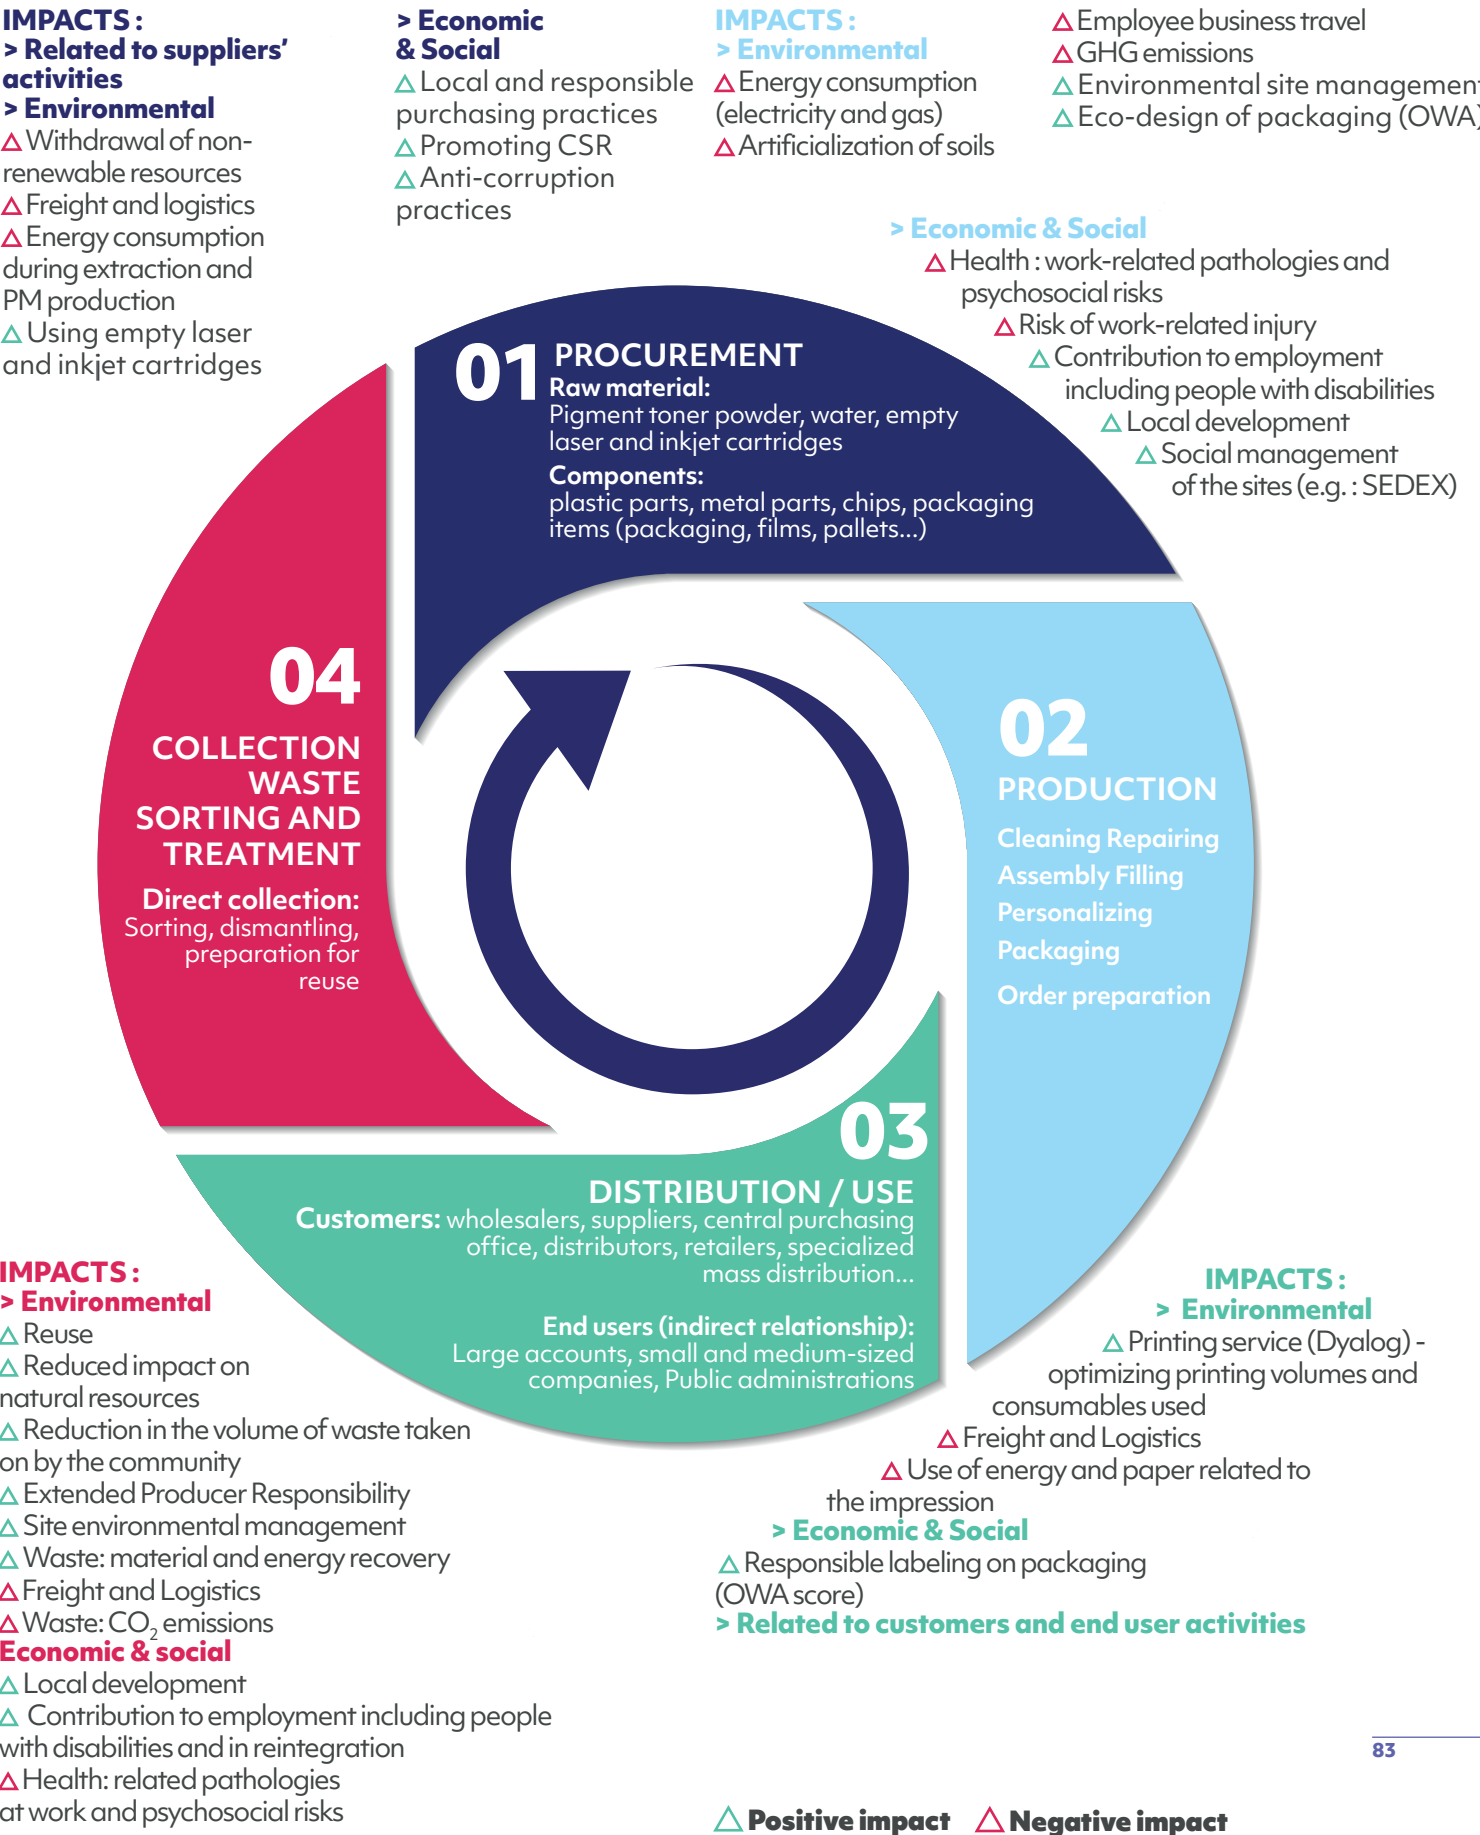 IMPACTS :
> Related to suppliers'
activities
> Environmental
△ Withdrawal of non-
renewable resources
△ Freight and logistics
△ Energy consumption
during extraction and
PM production
△ Using empty laser
and inkjet cartridges
> Economic
& Social
△ Local and responsible
purchasing practices
△ Promoting CSR
△ Anti-corruption
practices
IMPACTS :
> Environmental
△ Energy consumption
(electricity and gas)
△ Artificialization of soils
△ Employee business travel
△ GHG emissions
△ Environmental site management
△ Eco-design of packaging (OWA)
> Economic & Social
△ Health : work-related pathologies and
psychosocial risks
△ Risk of work-related injury
△ Contribution to employment
including people with disabilities
△ Local development
△ Social management
of the sites (e.g. : SEDEX)
01 PROCUREMENT
Raw material:
Pigment toner powder, water, empty
laser and inkjet cartridges
Components:
plastic parts, metal parts, chips, packaging
items (packaging, films, pallets...)
02
PRODUCTION
Cleaning Repairing
Assembly Filling
Personalizing
Packaging
Order preparation
03
DISTRIBUTION / USE
Customers: wholesalers, suppliers, central purchasing
office, distributors, retailers, specialized
mass distribution...
End users (indirect relationship):
Large accounts, small and medium-sized
companies, Public administrations
04
COLLECTION
WASTE
SORTING AND
TREATMENT
Direct collection:
Sorting, dismantling,
preparation for
reuse
IMPACTS :
> Environmental
△ Printing service (Dyalog) -
optimizing printing volumes and
consumables used
△ Freight and Logistics
△ Use of energy and paper related to
the impression
> Economic & Social
△ Responsible labeling on packaging
(OWA score)
> Related to customers and end user activities
IMPACTS :
> Environmental
△ Reuse
△ Reduced impact on
natural resources
△ Reduction in the volume of waste taken
on by the community
△ Extended Producer Responsibility
△ Site environmental management
△ Waste: material and energy recovery
△ Freight and Logistics
△ Waste: CO₂ emissions
Economic & social
△ Local development
△ Contribution to employment including people
with disabilities and in reintegration
△ Health: related pathologies
at work and psychosocial risks
83
△ Positive impact △ Negative impact